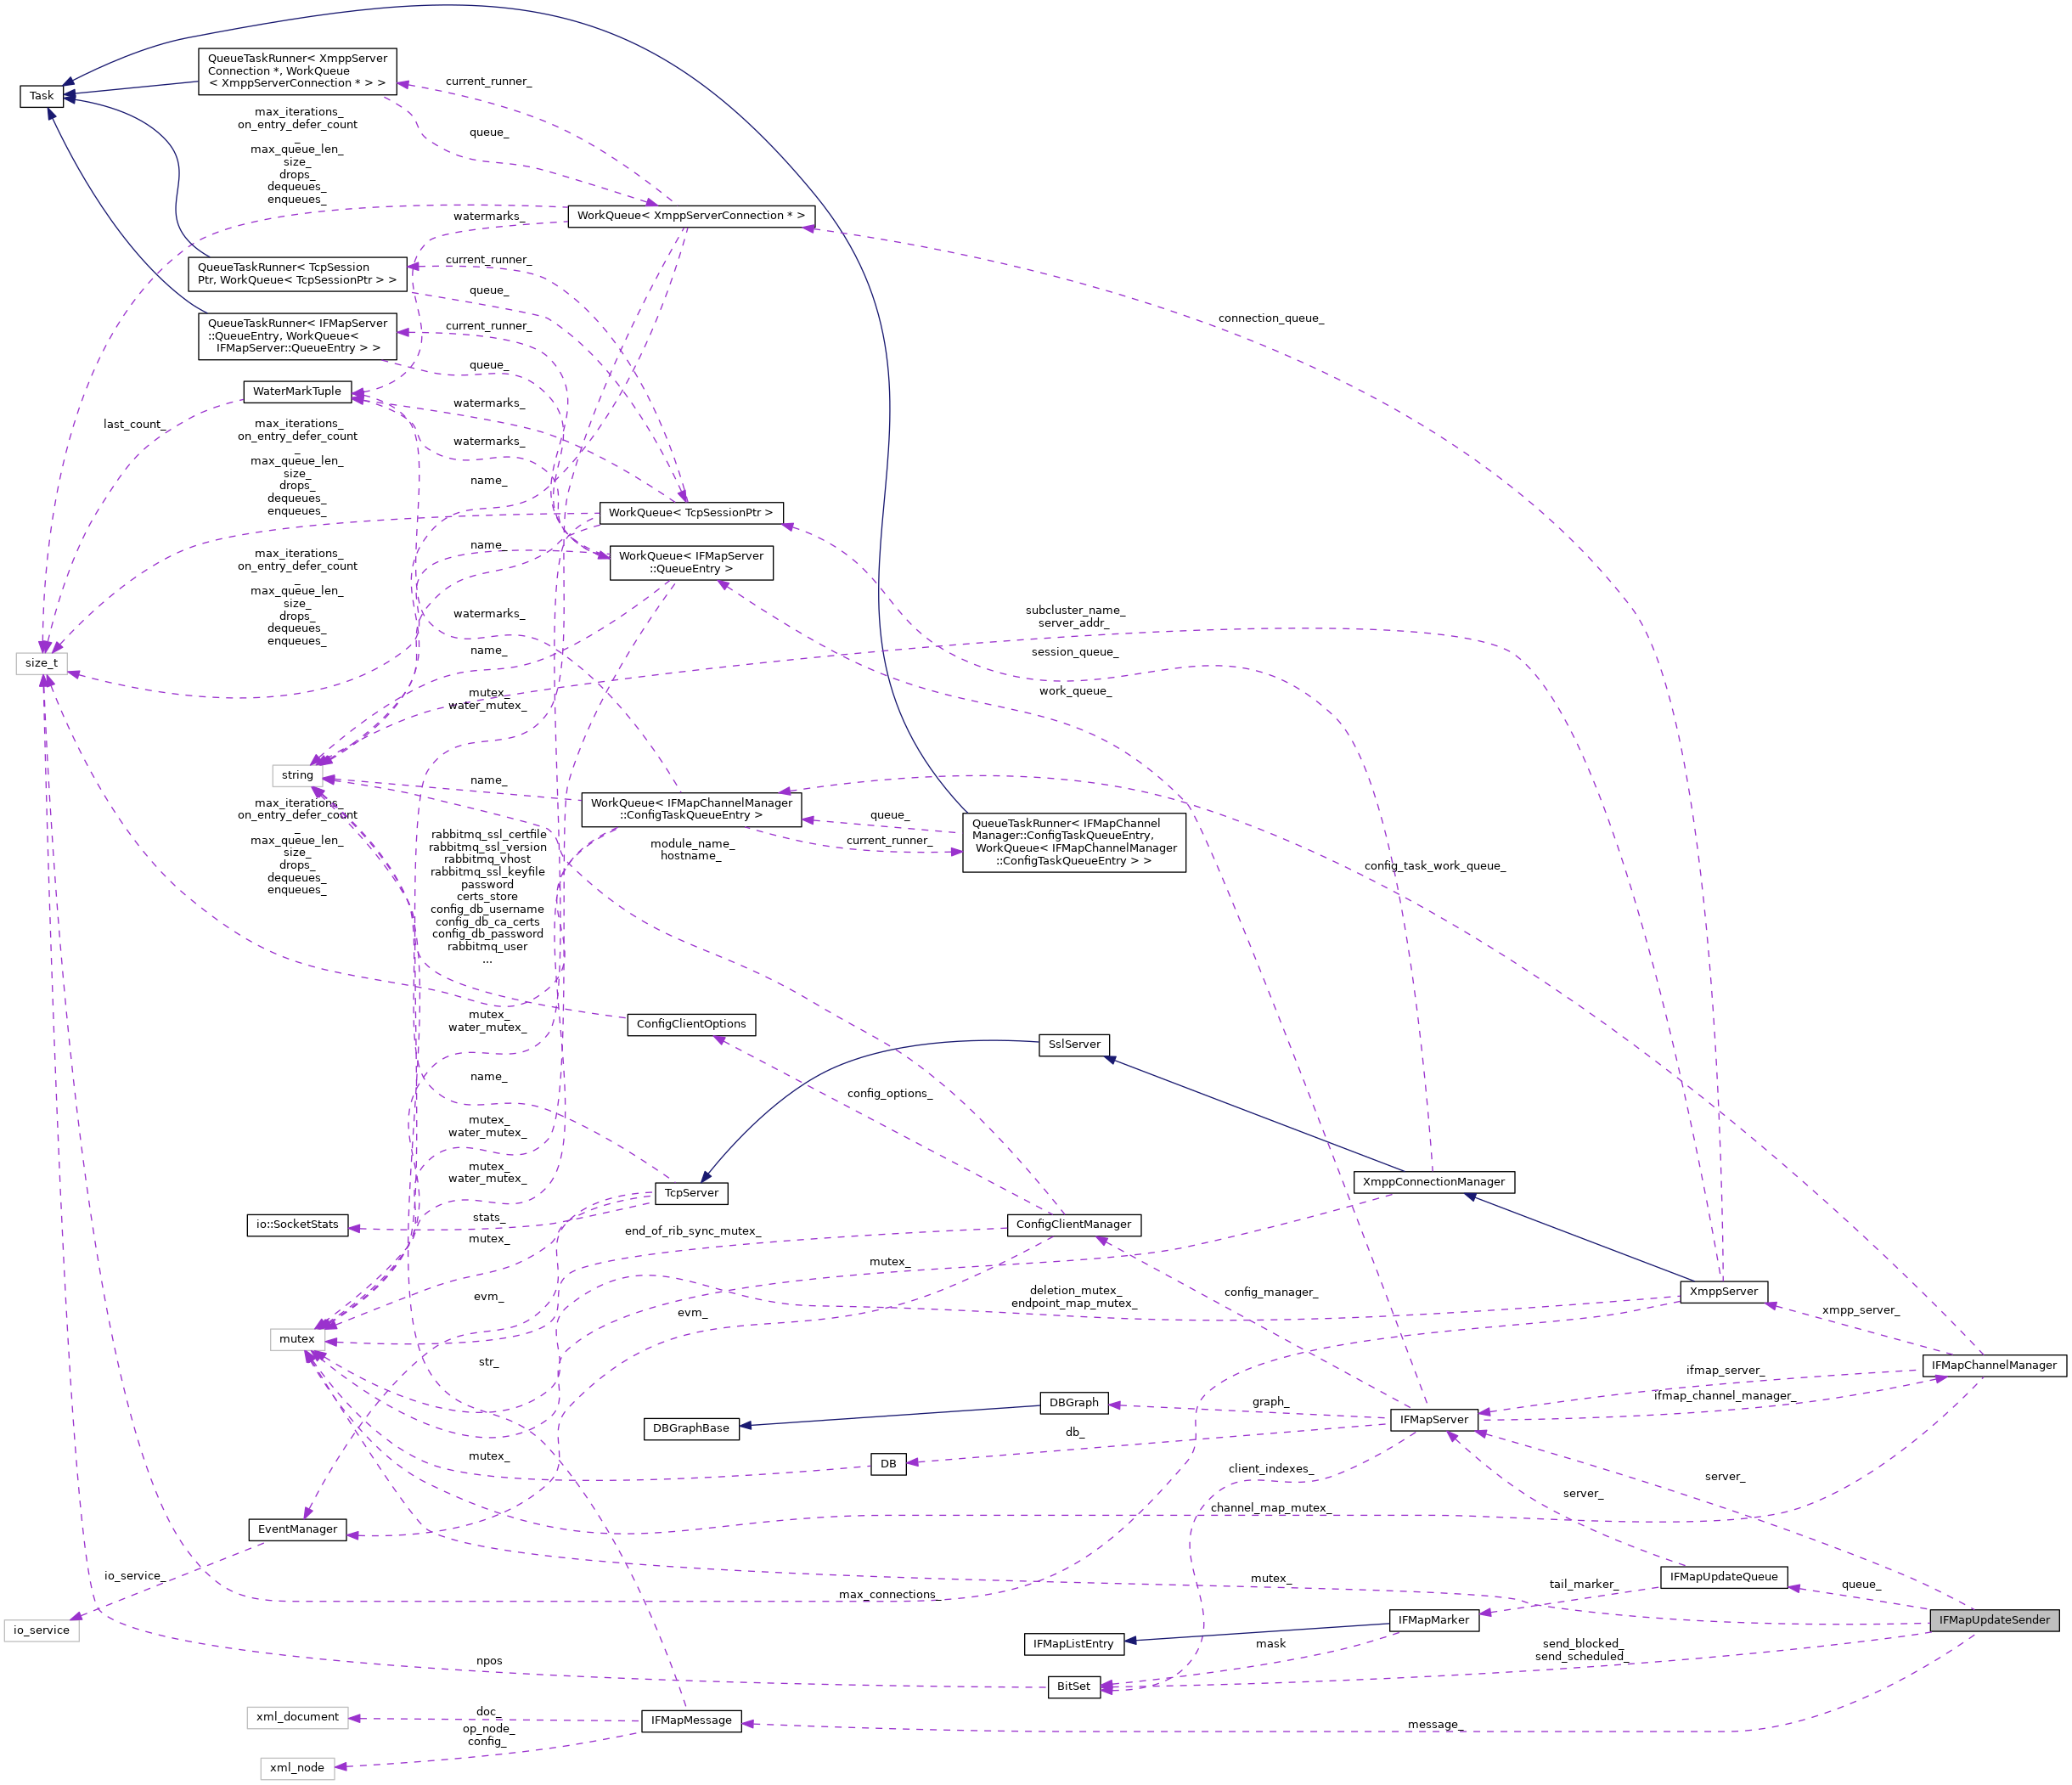 QueueTaskRunner< XmppServer
Connection *, WorkQueue
< XmppServerConnection * > >
Task
current_runner_
max_iterations_
on_entry_defer_count
_
max_queue_len_
size_
drops_
dequeues_
enqueues_
queue_
watermarks_
WorkQueue< XmppServerConnection * >
current_runner_
QueueTaskRunner< TcpSession
Ptr, WorkQueue< TcpSessionPtr > >
queue_
connection_queue_
QueueTaskRunner< IFMapServer
::QueueEntry, WorkQueue<
IFMapServer::QueueEntry > >
current_runner_
queue_
WaterMarkTuple
watermarks_
last_count_
max_iterations_
on_entry_defer_count
_
max_queue_len_
size_
drops_
dequeues_
enqueues_
watermarks_
name_
WorkQueue< TcpSessionPtr >
name_
WorkQueue< IFMapServer
::QueueEntry >
max_iterations_
on_entry_defer_count
_
max_queue_len_
size_
drops_
dequeues_
enqueues_
watermarks_
subcluster_name_
server_addr_
size_t
name_
session_queue_
mutex_
water_mutex_
work_queue_
string
name_
WorkQueue< IFMapChannelManager
::ConfigTaskQueueEntry >
queue_
current_runner_
QueueTaskRunner< IFMapChannel
Manager::ConfigTaskQueueEntry,
WorkQueue< IFMapChannelManager
::ConfigTaskQueueEntry > >
max_iterations_
on_entry_defer_count
_
max_queue_len_
size_
drops_
dequeues_
enqueues_
rabbitmq_ssl_certfile
rabbitmq_ssl_version
rabbitmq_vhost
rabbitmq_ssl_keyfile
password
certs_store
config_db_username
config_db_ca_certs
config_db_password
rabbitmq_user
...
module_name_
hostname_
config_task_work_queue_
mutex_
water_mutex_
ConfigClientOptions
SslServer
name_
config_options_
mutex_
water_mutex_
mutex_
water_mutex_
TcpServer
XmppConnectionManager
io::SocketStats
stats_
mutex_
end_of_rib_sync_mutex_
ConfigClientManager
mutex_
evm_
evm_
deletion_mutex_
endpoint_map_mutex_
config_manager_
XmppServer
xmpp_server_
mutex
str_
IFMapChannelManager
ifmap_server_
ifmap_channel_manager_
DBGraphBase
DBGraph
graph_
IFMapServer
db_
mutex_
DB
client_indexes_
server_
server_
channel_map_mutex_
EventManager
io_service_
max_connections_
mutex_
IFMapUpdateQueue
tail_marker_
queue_
io_service
IFMapListEntry
IFMapMarker
IFMapUpdateSender
mask
send_blocked_
send_scheduled_
npos
BitSet
xml_document
doc_
IFMapMessage
message_
op_node_
config_
xml_node